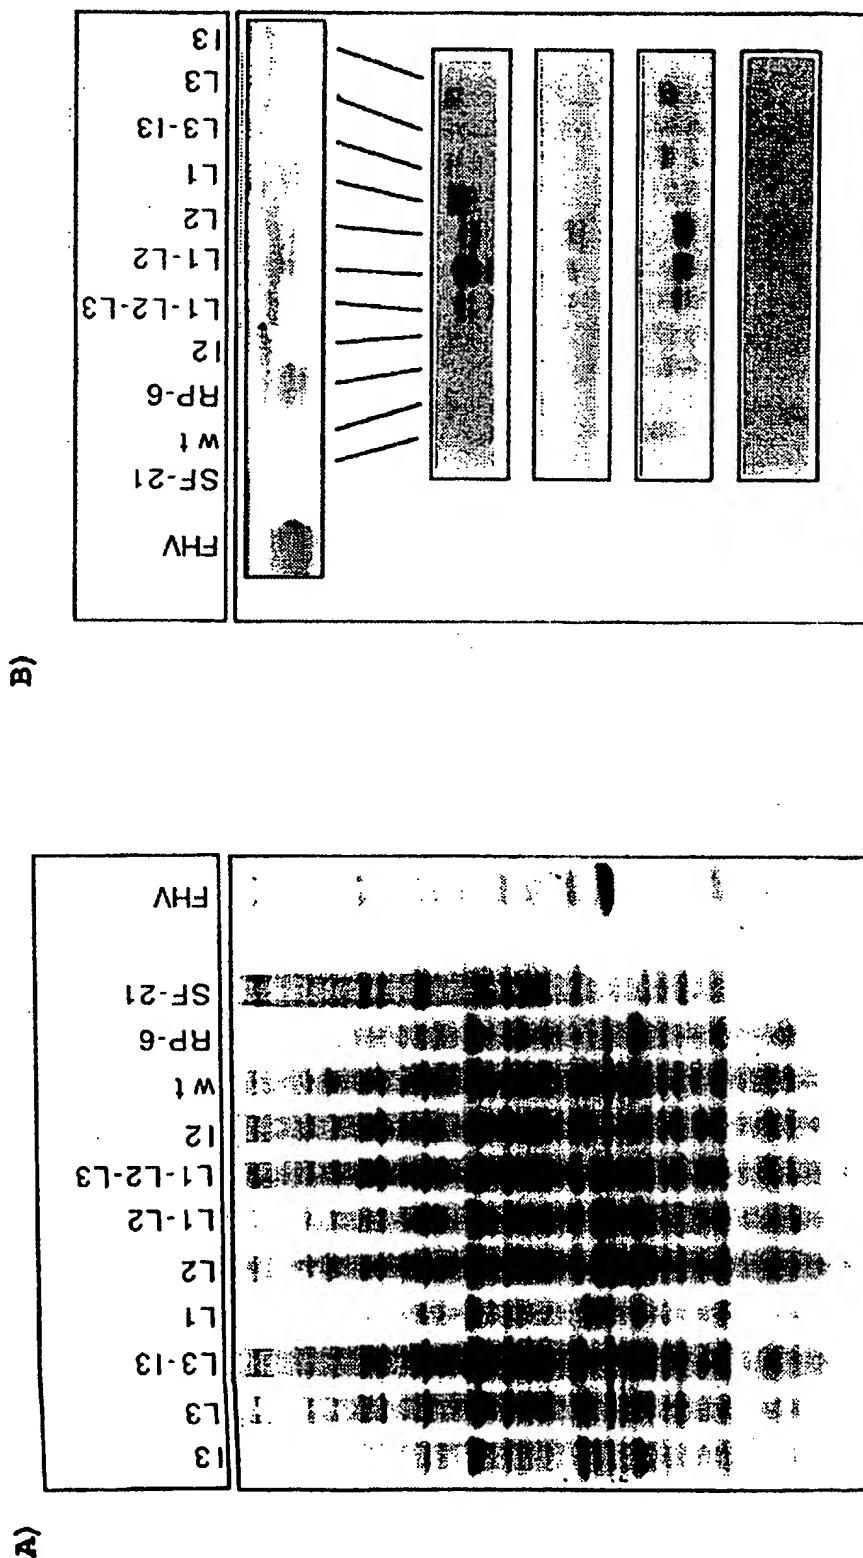 B)
I3
L3
L3-I3
L1
L2
L1-L2
L1-L2-L3
I2
RP-6
wt
SF-21
FHV
A)
FHV
SF-21
RP-6
wt
I2
L1-L2-L3
L1-L2
L2
L1
L3-I3
L3
I3